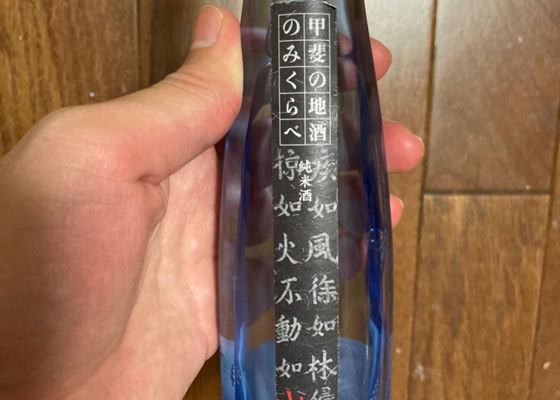 甲斐の地酒
のみくらべ
純米酒
疾如風徐如林侵
掠如火不動如山